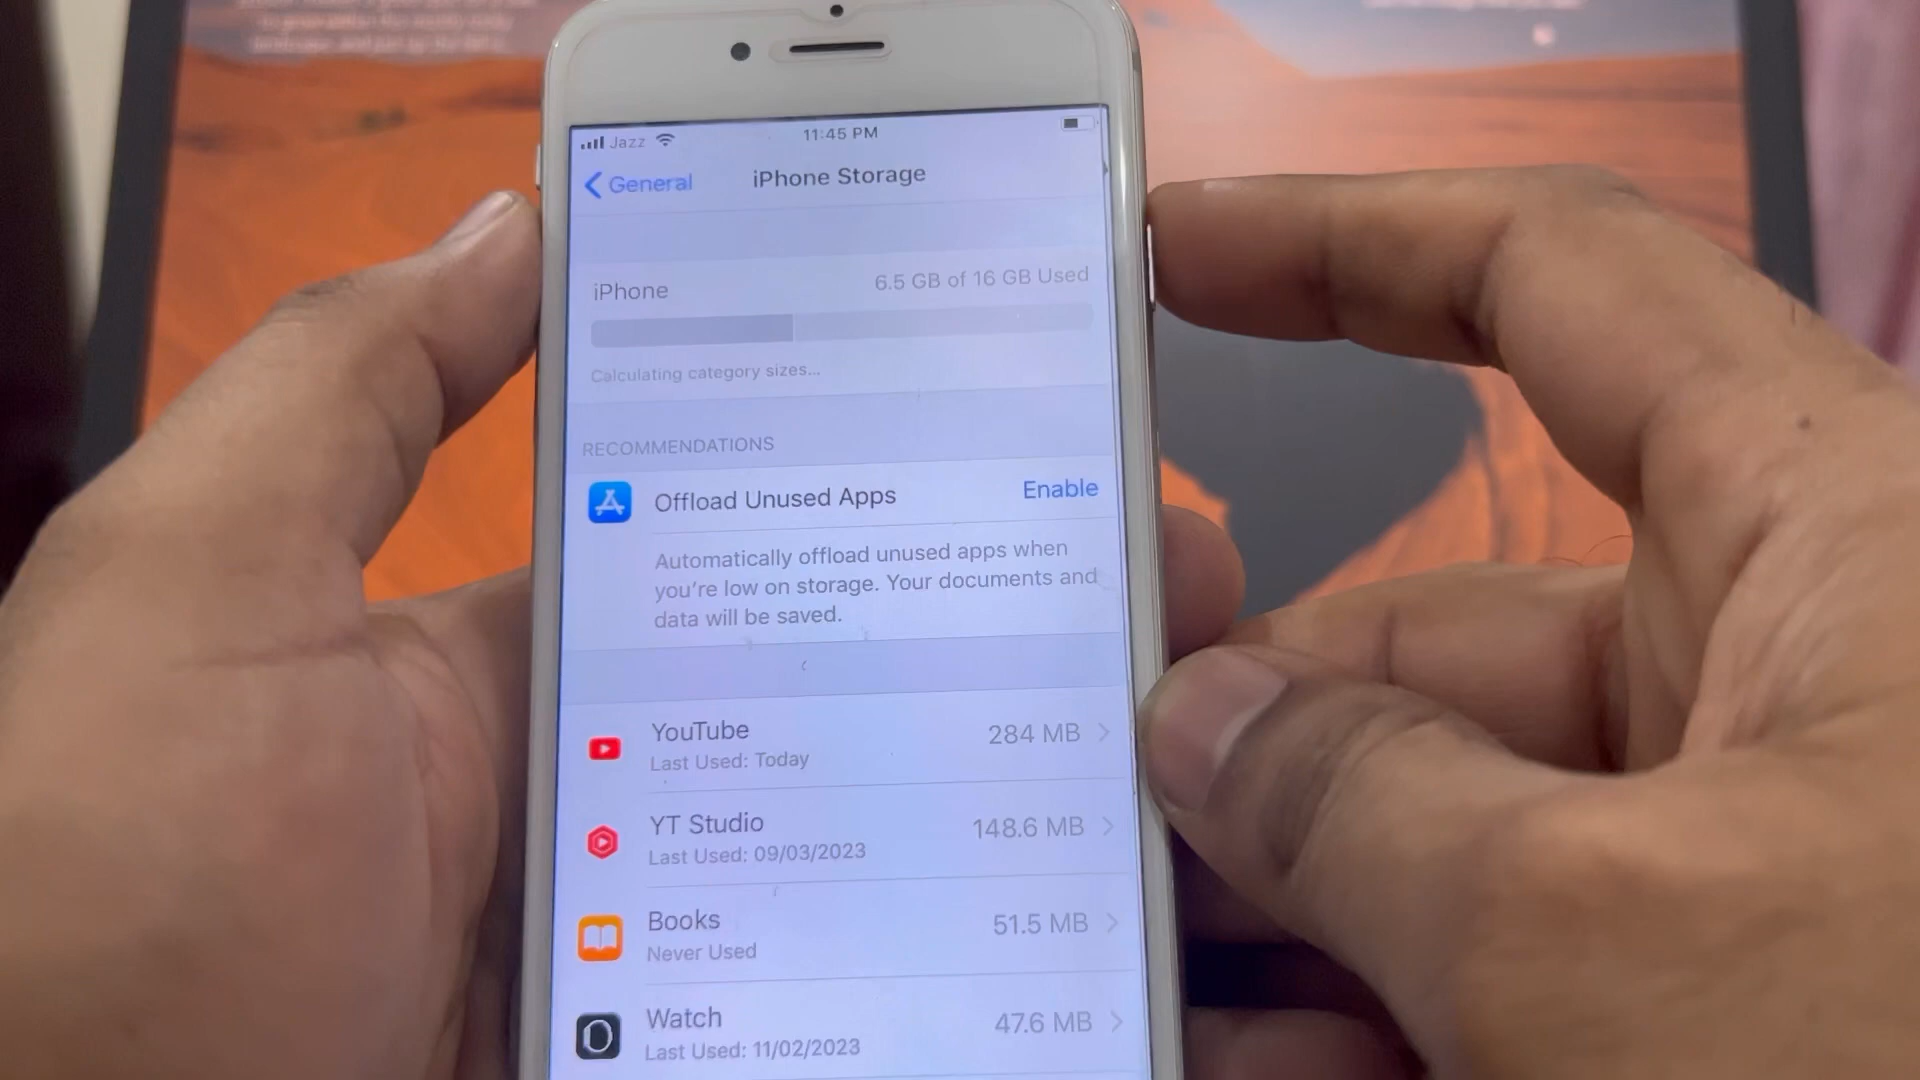 Jazz
11:45 PM
General
iPhone Storage
iPhone
6.5 GB of 16 GB Used
Calculating category sizes...
RECOMMENDATIONS
Offload Unused Apps
Enable
Automatically offload unused apps when
you're low on storage. Your documents and
data will be saved.
YouTube
284 MB
Last Used: Today
YT Studio
148.6 MB
Last Used: 09/03/2023
Books
51.5 MB
Never Used
Watch
47.6 MB
Last Used: 11/02/2023